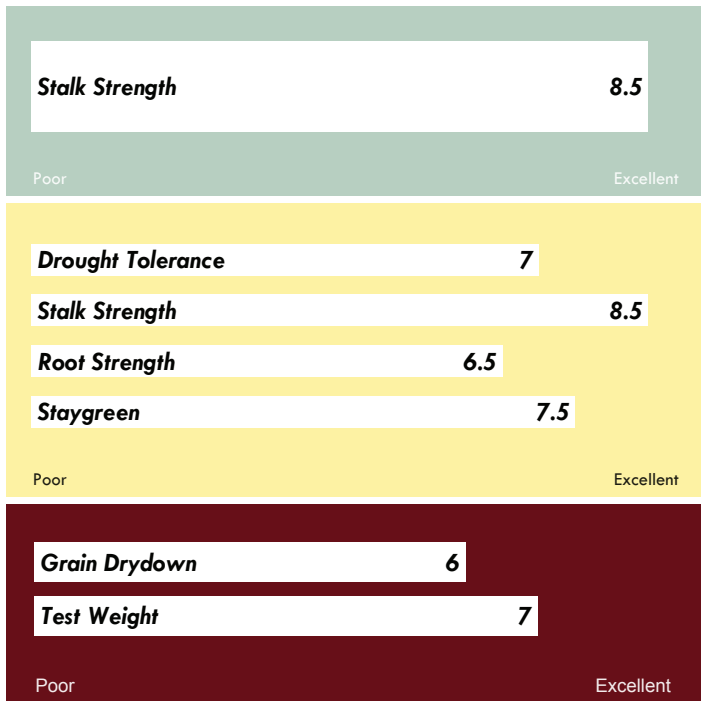 Stalk Strength 8.5
Poor Excellent
Drought Tolerance 7
Stalk Strength 8.5
Root Strength 6.5
Staygreen 7.5
Poor Excellent
Grain Drydown 6
Test Weight 7
Poor Excellent